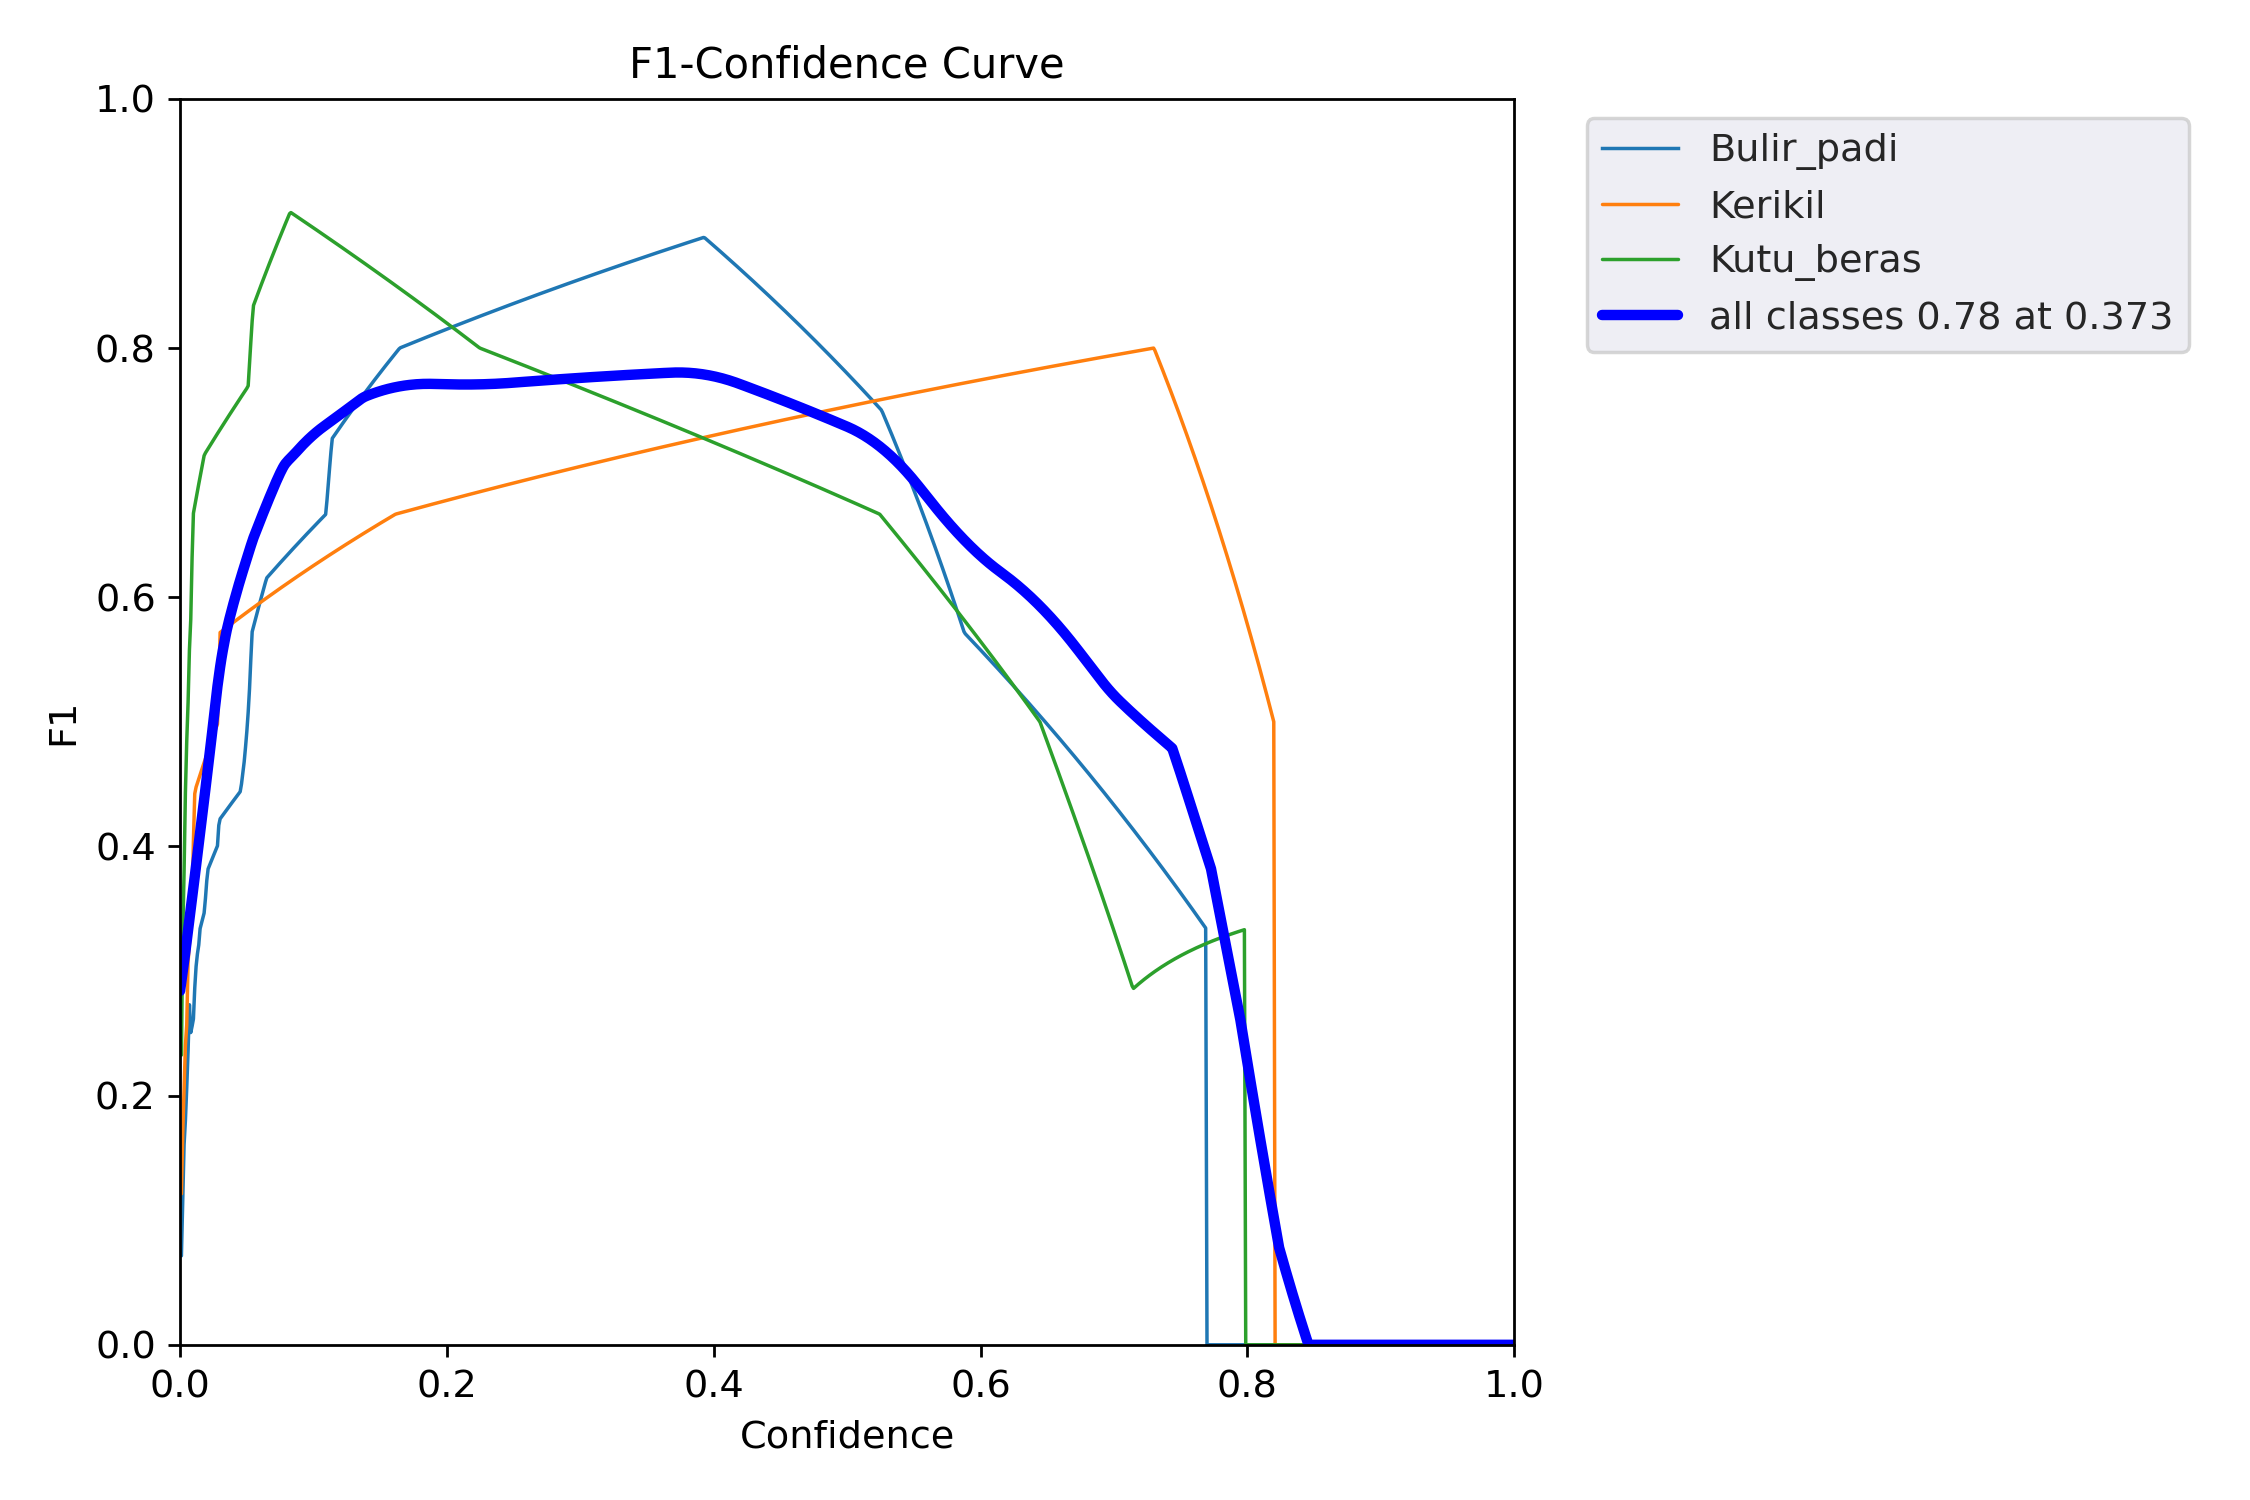 F1-Confidence Curve
1.0
0.8
0.6
0.4
0.2
0.0
F1
0.0 0.2 0.4 0.6 0.8 1.0
Confidence
Bulir_padi
Kerikil
Kutu_beras
all classes 0.78 at 0.373